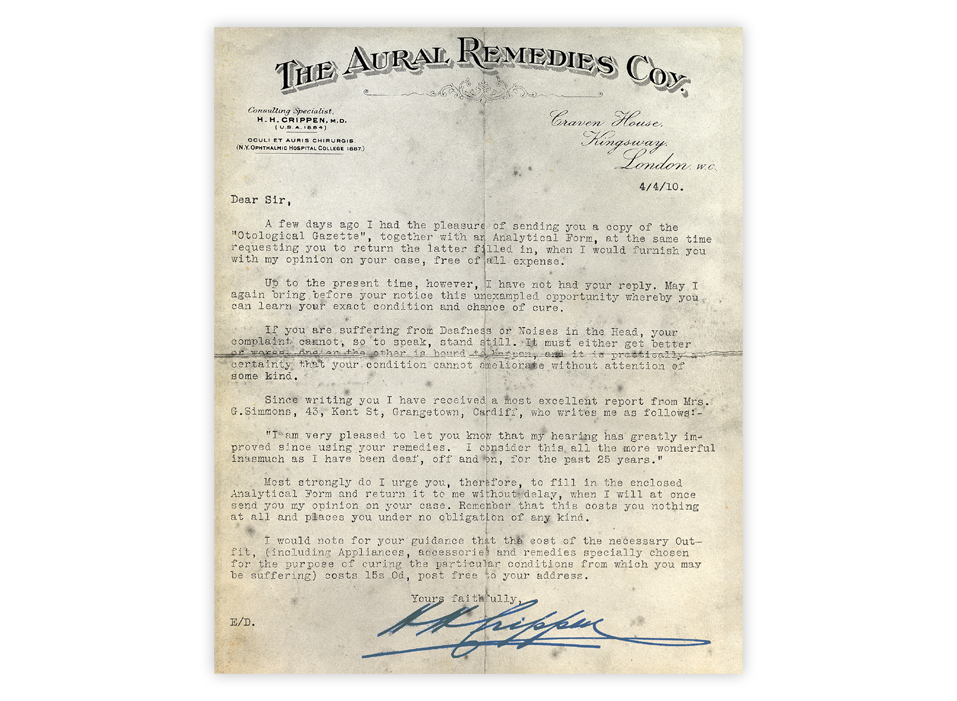 THE AURAL REMEDIES COY.
Consulting Specialist,
H. H. CRIPPEN, M.D.
(U.S.A. 1884)
OCULI ET AURIS CHIRURGIS.
(N.Y. OPHTHALMIC HOSPITAL COLLEGE 1887.)
Craven House,
Kingsway,
London. W.C.
4/4/10.
Dear Sir,
A few days ago I had the pleasure of sending you a copy of the
"Otological Gazette", together with an Analytical Form, at the same time
requesting you to return the latter filled in, when I would furnish you
with my opinion on your case, free of all expense.
Up to the present time, however, I have not had your reply. May I
again bring before your notice this unexampled opportunity whereby you
can learn your exact condition and chance of cure.
If you are suffering from Deafness or Noises in the Head, your
complaint cannot, so to speak, stand still. It must either get better
or worse. One or the other is bound to happen, and it is practically a
certainty that your condition cannot ameliorate without attention of
some kind.
Since writing you I have received a most excellent report from Mrs.
G.Simmons, 43, Kent St, Grangetown, Cardiff, who writes me as follows:-
"I am very pleased to let you know that my hearing has greatly im-
proved since using your remedies. I consider this all the more wonderful
inasmuch as I have been deaf, off and on, for the past 25 years."
Most strongly do I urge you, therefore, to fill in the enclosed
Analytical Form and return it to me without delay, when I will at once
send you my opinion on your case. Remember that this costs you nothing
at all and places you under no obligation of any kind.
I would note for your guidance that the cost of the necessary Out-
fit, (including Appliances, accessories and remedies specially chosen
for the purpose of curing the particular conditions from which you may
be suffering) costs 15s 0d, post free to your address.
Yours faithfully,
E/D.
H H Crippen